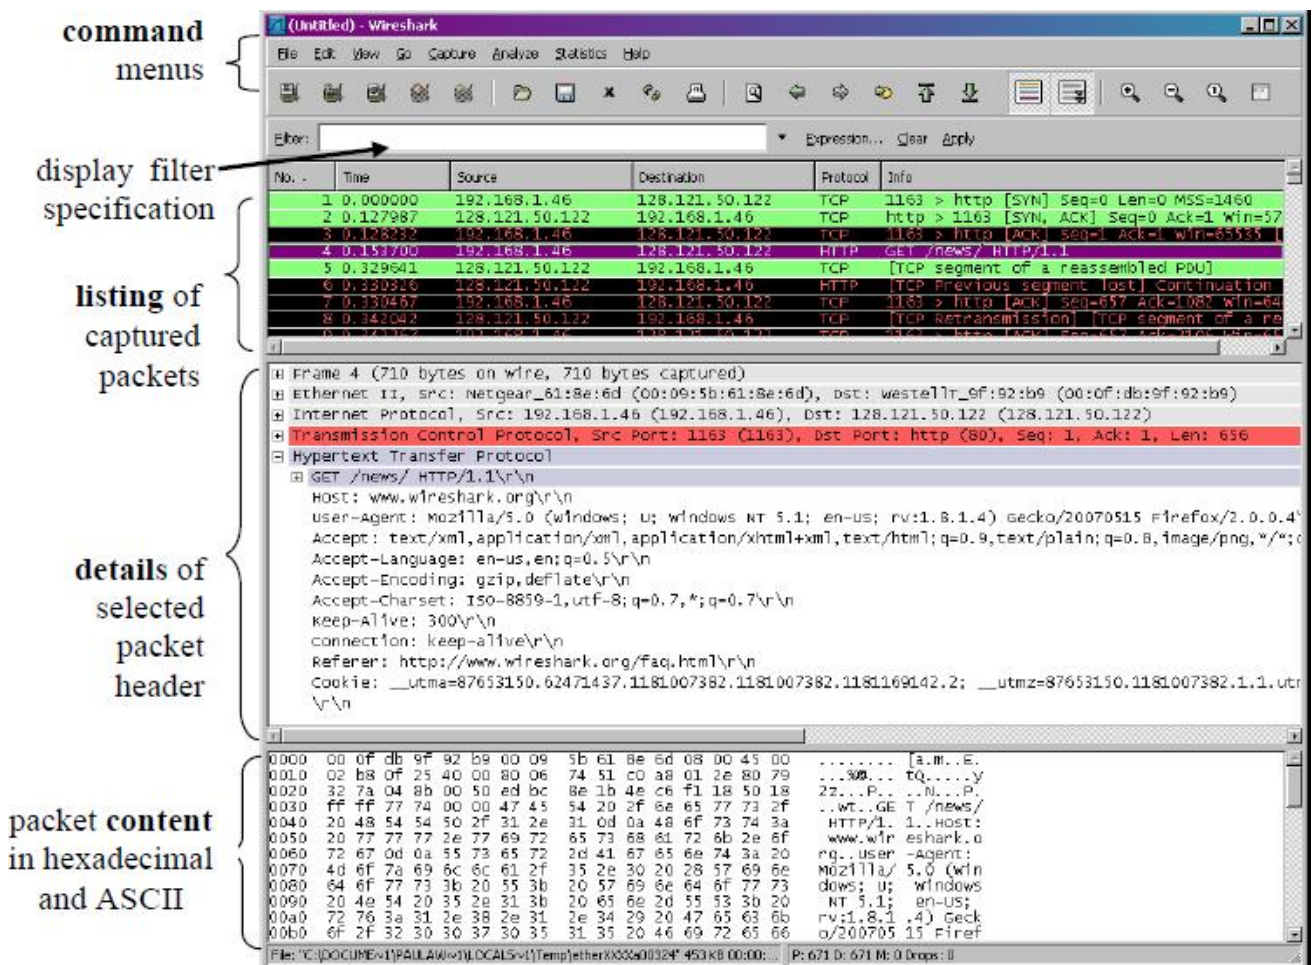 command
menus
display filter
specification
listing of
captured
packets
details of
selected
packet
header
packet content
in hexadecimal
and ASCII
(Untitled) - Wireshark
File Edit View Go Capture Analyze Statistics Help
Filter: Expression... Clear Apply
No. - Time Source Destination Protocol Info
1 0.000000 192.168.1.46 128.121.50.122 TCP 1163 > http [SYN] Seq=0 Len=0 MSS=1460
2 0.127987 128.121.50.122 192.168.1.46 TCP http > 1163 [SYN, ACK] Seq=0 Ack=1 Win=57
3 0.128232 192.168.1.46 128.121.50.122 TCP 1163 > http [ACK] Seq=1 Ack=1 Win=65535 [
4 0.153700 192.168.1.46 128.121.50.122 HTTP GET /news/ HTTP/1.1
5 0.329641 128.121.50.122 192.168.1.46 TCP [TCP segment of a reassembled PDU]
6 0.330326 128.121.50.122 192.168.1.46 HTTP [TCP Previous segment lost] Continuation
7 0.330467 192.168.1.46 128.121.50.122 TCP 1163 > http [ACK] Seq=657 Ack=1082 Win=64
8 0.342042 128.121.50.122 192.168.1.46 TCP [TCP Retransmission] [TCP segment of a re
Frame 4 (710 bytes on wire, 710 bytes captured)
Ethernet II, Src: Netgear_61:8e:6d (00:09:5b:61:8e:6d), Dst: WestellT_9f:92:b9 (00:0f:db:9f:92:b9)
Internet Protocol, Src: 192.168.1.46 (192.168.1.46), Dst: 128.121.50.122 (128.121.50.122)
Transmission Control Protocol, Src Port: 1163 (1163), Dst Port: http (80), Seq: 1, Ack: 1, Len: 656
Hypertext Transfer Protocol
GET /news/ HTTP/1.1\r\n
Host: www.wireshark.org\r\n
User-Agent: Mozilla/5.0 (Windows; U; Windows NT 5.1; en-US; rv:1.8.1.4) Gecko/20070515 Firefox/2.0.0.4
Accept: text/xml,application/xml,application/xhtml+xml,text/html;q=0.9,text/plain;q=0.8,image/png,*/*;
Accept-Language: en-us,en;q=0.5\r\n
Accept-Encoding: gzip,deflate\r\n
Accept-Charset: ISO-8859-1,utf-8;q=0.7,*;q=0.7\r\n
Keep-Alive: 300\r\n
Connection: keep-alive\r\n
Referer: http://www.wireshark.org/faq.html\r\n
Cookie: __utma=87653150.62471437.1181007382.1181007382.1181169142.2; __utmz=87653150.1181007382.1.1.utm
\r\n
0000 00 0f db 9f 92 b9 00 09 5b 61 8e 6d 08 00 45 00 ........ [a.m..E.
0010 02 b8 0f 25 40 00 80 06 74 51 c0 a8 01 2e 80 79 ...%@... tQ.....y
0020 32 7a 04 8b 00 50 ed bc 8e 1b 4e c6 f1 18 50 18 2z...P.. ..N...P.
0030 ff ff 77 74 00 00 47 45 54 20 2f 6e 65 77 73 2f ..wt..GE T /news/
0040 20 48 54 54 50 2f 31 2e 31 0d 0a 48 6f 73 74 3a HTTP/1. 1..Host:
0050 20 77 77 77 2e 77 69 72 65 73 68 61 72 6b 2e 6f www.wir eshark.o
0060 72 67 0d 0a 55 73 65 72 2d 41 67 65 6e 74 3a 20 rg..User -Agent:
0070 4d 6f 7a 69 6c 6c 61 2f 35 2e 30 20 28 57 69 6e Mozilla/ 5.0 (Win
0080 64 6f 77 73 3b 20 55 3b 20 57 69 6e 64 6f 77 73 dows; U; Windows
0090 20 4e 54 20 35 2e 31 3b 20 65 6e 2d 55 53 3b 20 NT 5.1; en-US;
00a0 72 76 3a 31 2e 38 2e 31 2e 34 29 20 47 65 63 6b rv:1.8.1 .4) Geck
00b0 6f 2f 32 30 30 37 30 35 31 35 20 46 69 72 65 66 o/200705 15 Firef
File: "C:\DOCUME~1\PAULAW~1\LOCALS~1\Temp\etherXXXXa00324" 453 KB 00:00:... P: 671 D: 671 M: 0 Drops: 0